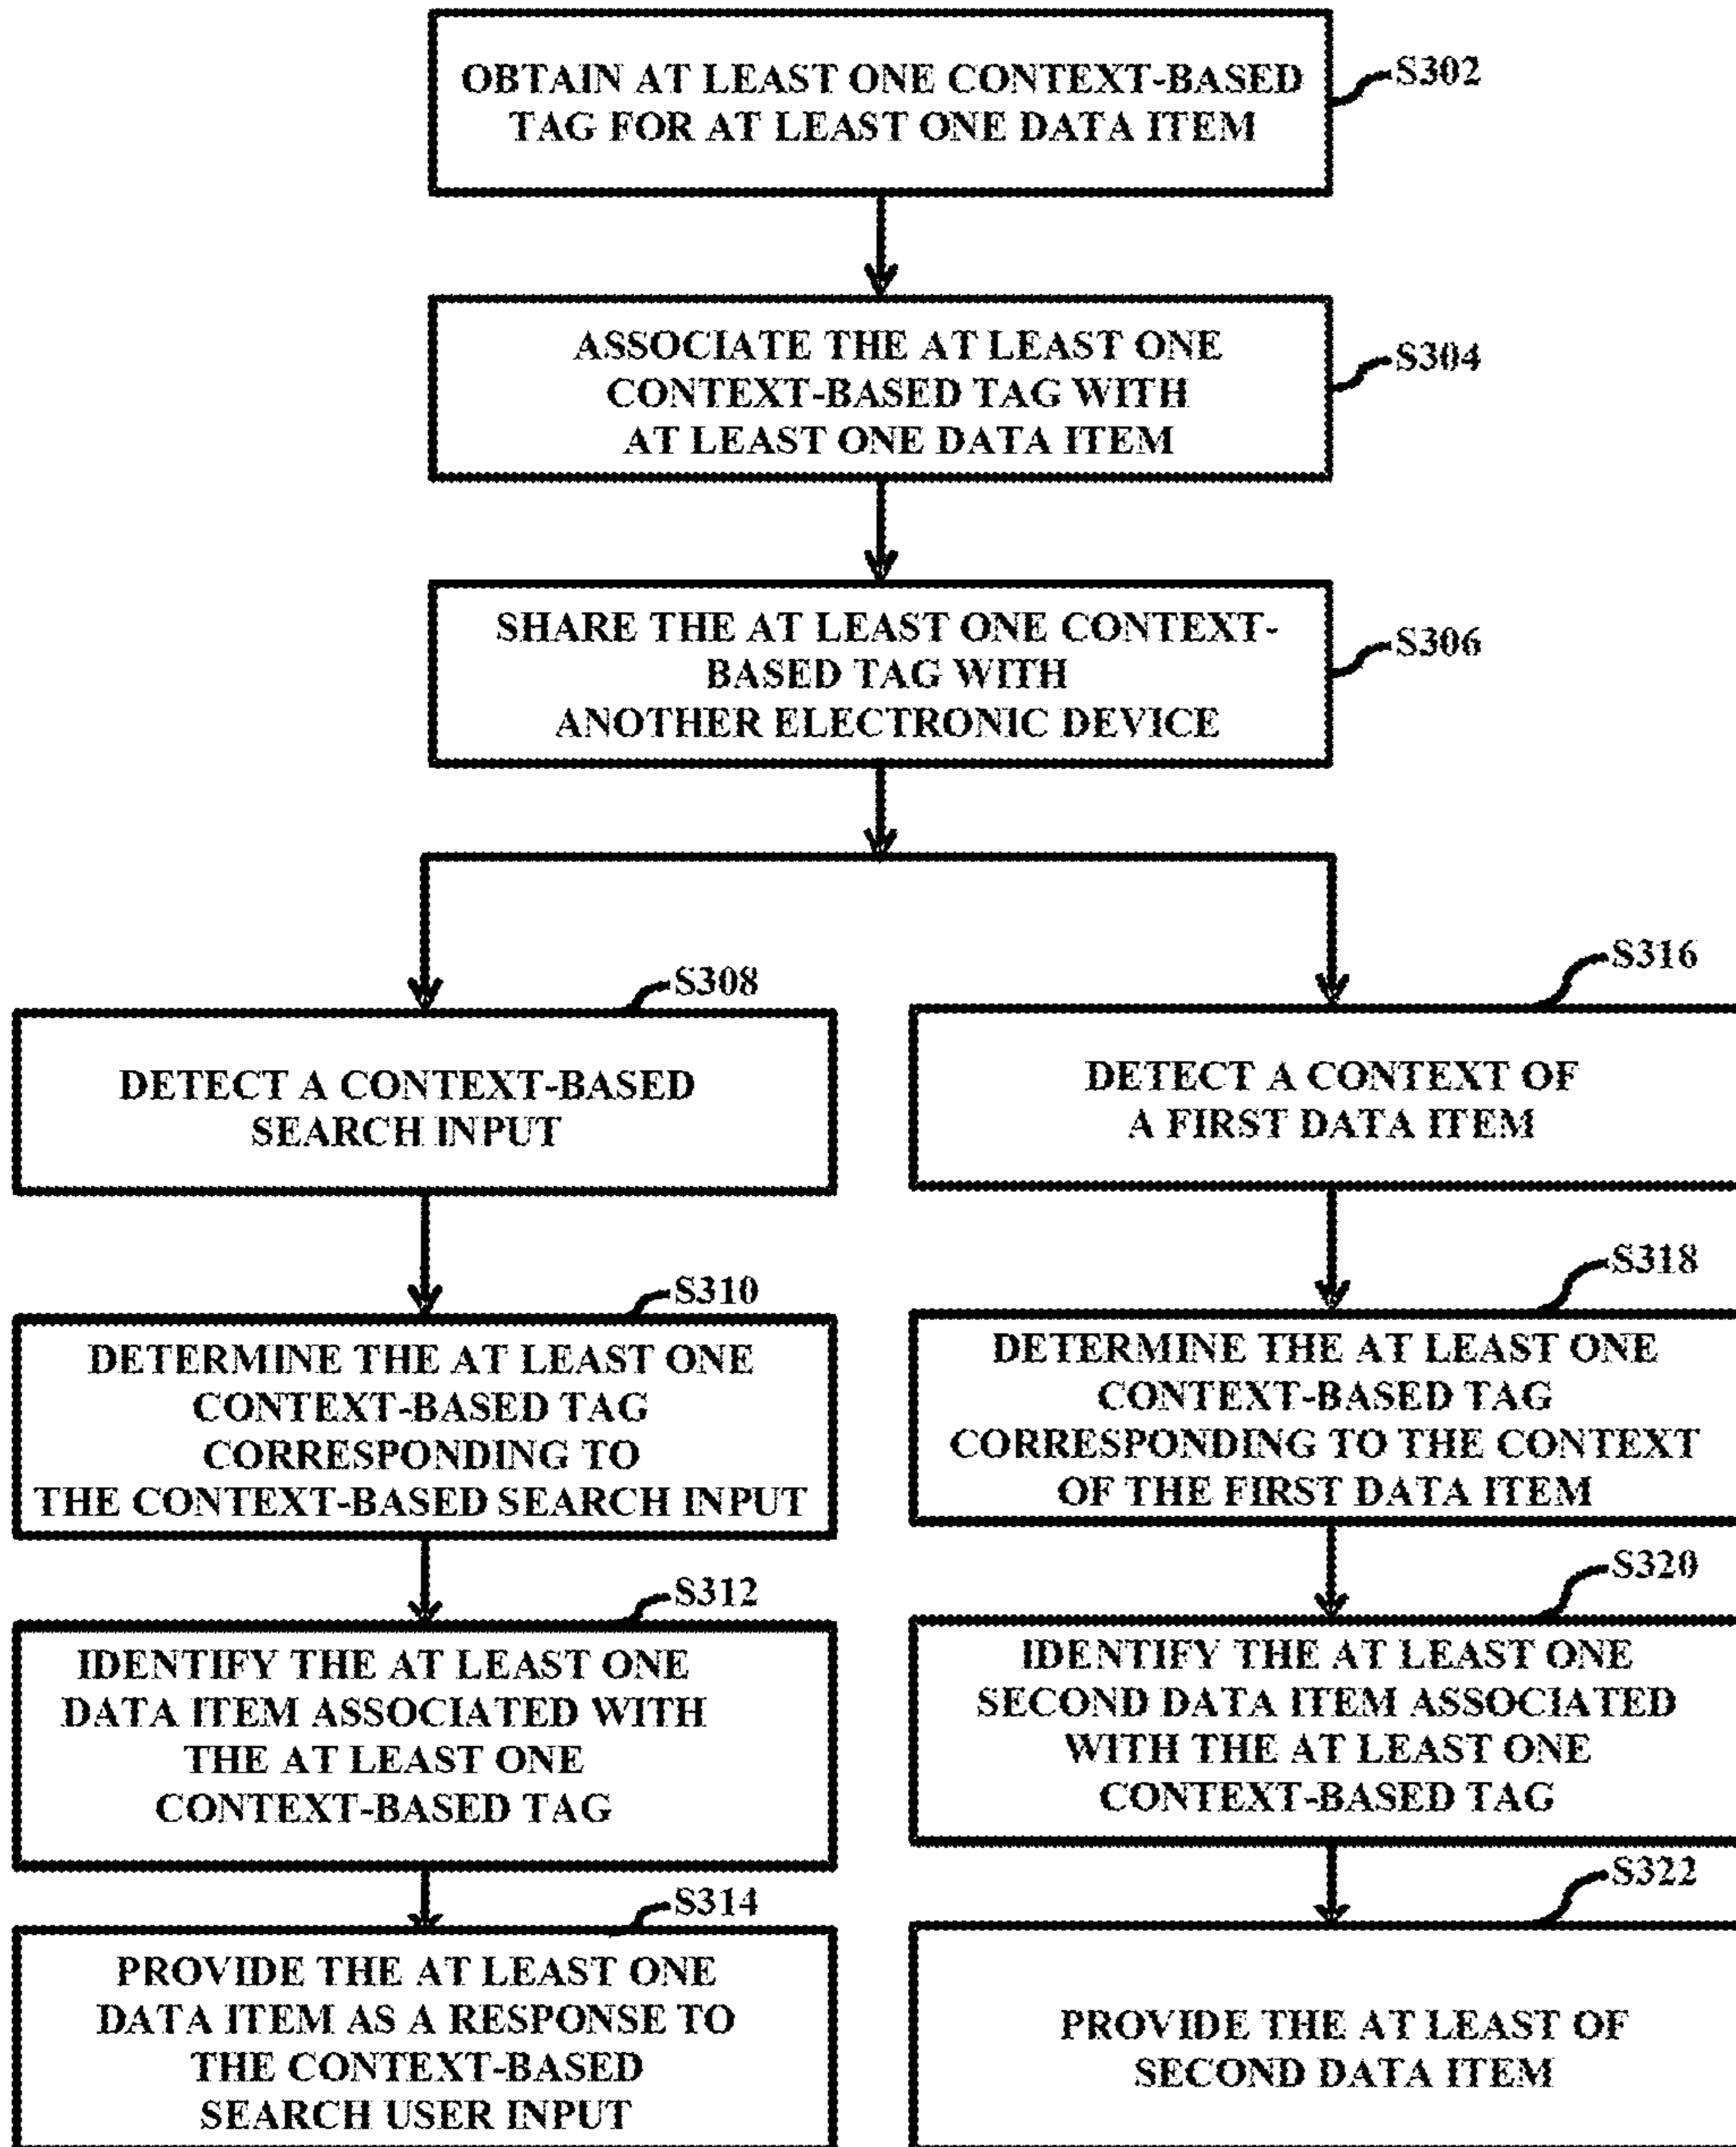 OBTAIN AT LEAST ONE CONTEXT-BASED
TAG FOR AT LEAST ONE DATA ITEM
S302
ASSOCIATE THE AT LEAST ONE
CONTEXT-BASED TAG WITH
AT LEAST ONE DATA ITEM
S304
SHARE THE AT LEAST ONE CONTEXT-
BASED TAG WITH
ANOTHER ELECTRONIC DEVICE
S306
S308
DETECT A CONTEXT-BASED
SEARCH INPUT
S310
DETERMINE THE AT LEAST ONE
CONTEXT-BASED TAG
CORRESPONDING TO
THE CONTEXT-BASED SEARCH INPUT
S312
IDENTIFY THE AT LEAST ONE
DATA ITEM ASSOCIATED WITH
THE AT LEAST ONE
CONTEXT-BASED TAG
S314
PROVIDE THE AT LEAST ONE
DATA ITEM AS A RESPONSE TO
THE CONTEXT-BASED
SEARCH USER INPUT
S316
DETECT A CONTEXT OF
A FIRST DATA ITEM
S318
DETERMINE THE AT LEAST ONE
CONTEXT-BASED TAG
CORRESPONDING TO THE CONTEXT
OF THE FIRST DATA ITEM
S320
IDENTIFY THE AT LEAST ONE
SECOND DATA ITEM ASSOCIATED
WITH THE AT LEAST ONE
CONTEXT-BASED TAG
S322
PROVIDE THE AT LEAST OF
SECOND DATA ITEM